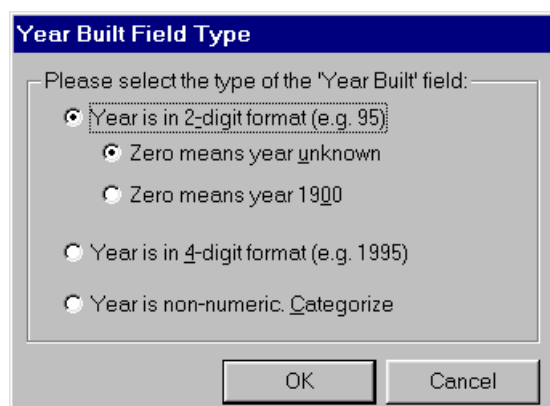 Year Built Field Type
Please select the type of the 'Year Built' field:
Year is in 2-digit format (e.g. 95)
Zero means year unknown
Zero means year 1900
Year is in 4-digit format (e.g. 1995)
Year is non-numeric. Categorize
OK Cancel